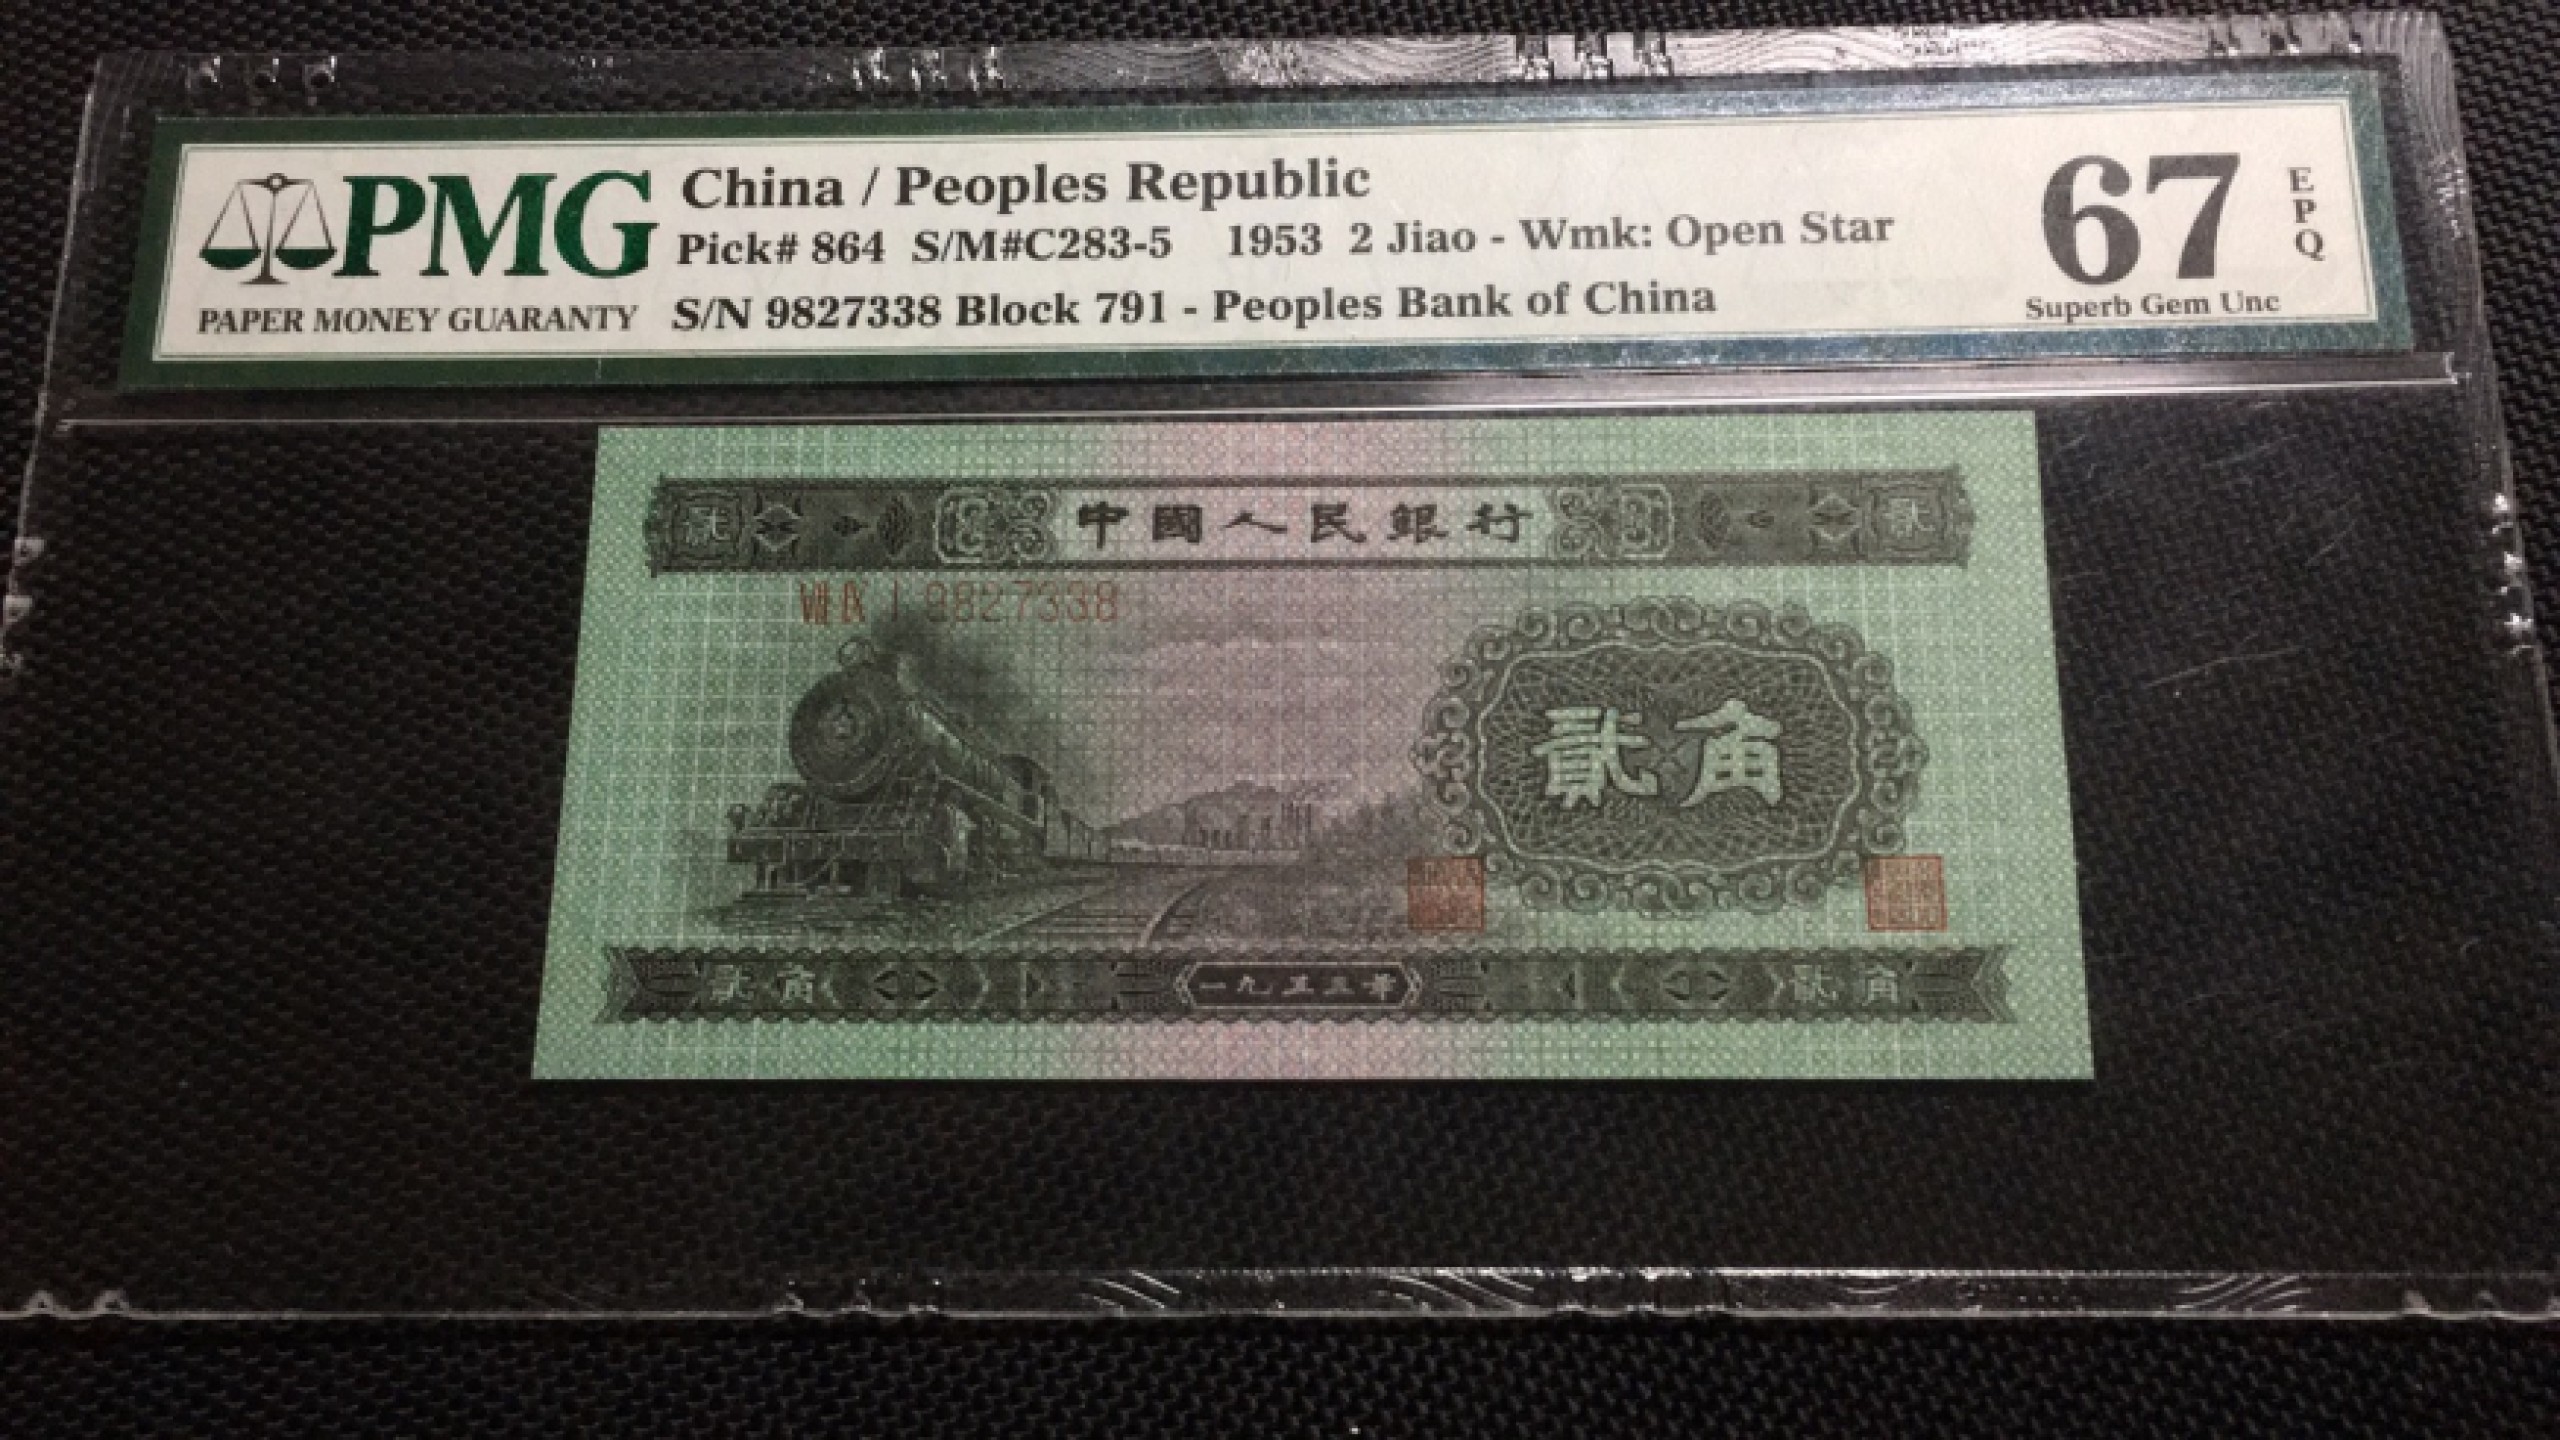 PMG
PAPER MONEY GUARANTY
China / Peoples Republic
Pick# 864 S/M#C283-5 1953 2 Jiao - Wmk: Open Star
S/N 9827338 Block 791 - Peoples Bank of China
67
EPQ
Superb Gem Unc
貳 中國人民銀行 貳
Ⅶ Ⅸ Ⅰ 9827338
貳角
貳角 一九五三年 貳角